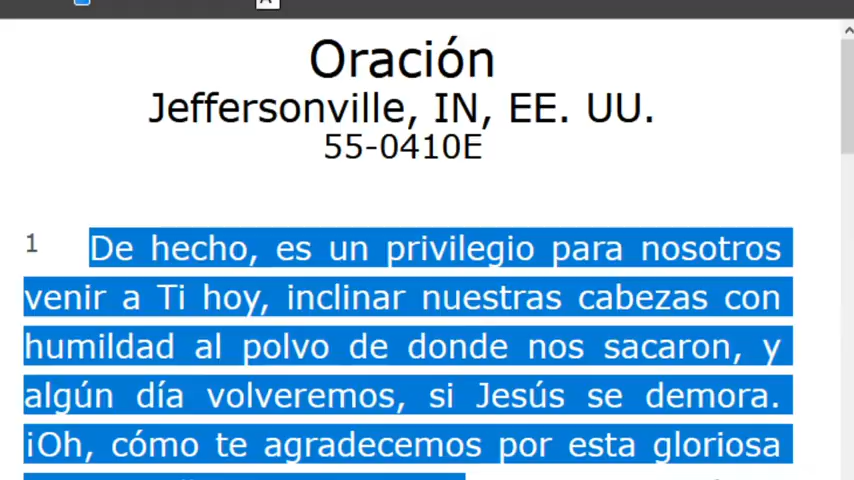 Oración
Jeffersonville, IN, EE. UU.
55-0410E
1 De hecho, es un privilegio para nosotros
venir a Ti hoy, inclinar nuestras cabezas con
humildad al polvo de donde nos sacaron, y
algún día volveremos, si Jesús se demora.
¡Oh, cómo te agradecemos por esta gloriosa